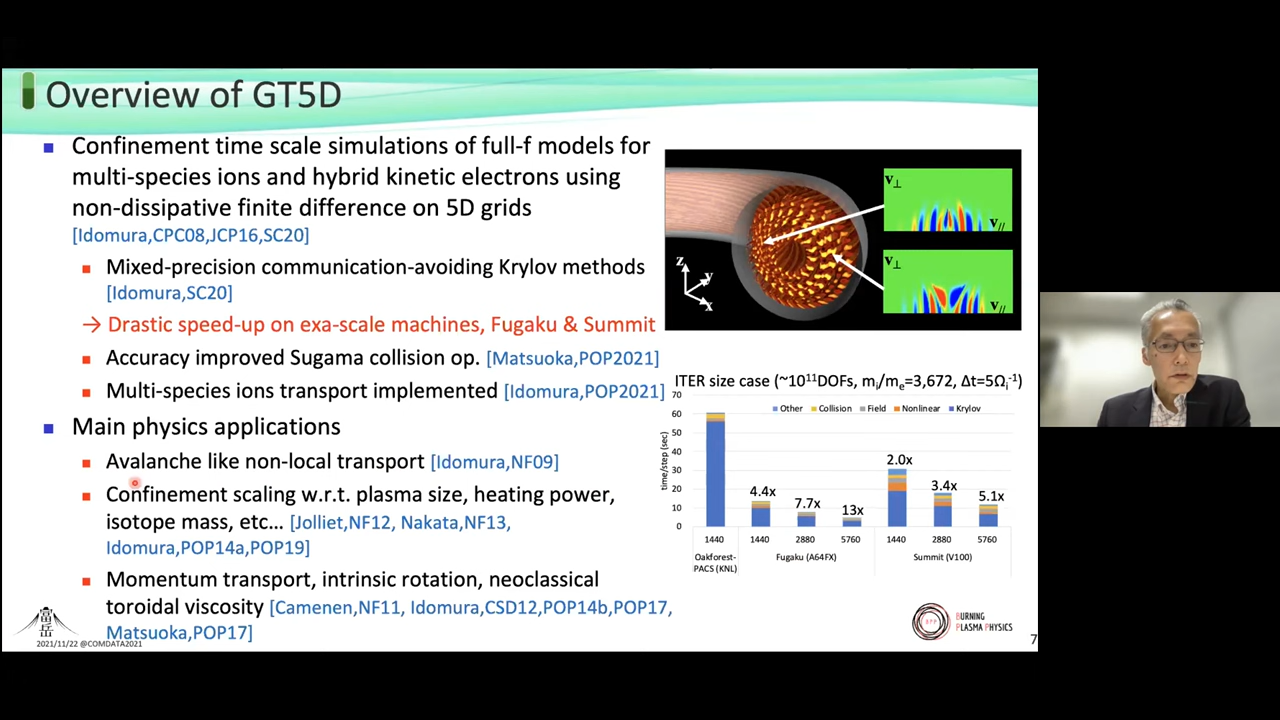 Overview of GT5D
Confinement time scale simulations of full-f models for
multi-species ions and hybrid kinetic electrons using
non-dissipative finite difference on 5D grids
[Idomura,CPC08,JCP16,SC20]
Mixed-precision communication-avoiding Krylov methods
[Idomura,SC20]
→ Drastic speed-up on exa-scale machines, Fugaku & Summit
Accuracy improved Sugama collision op. [Matsuoka,POP2021]
Multi-species ions transport implemented [Idomura,POP2021]
Main physics applications
Avalanche like non-local transport [Idomura,NF09]
Confinement scaling w.r.t. plasma size, heating power,
isotope mass, etc... [Jolliet,NF12, Nakata,NF13,
Idomura,POP14a,POP19]
Momentum transport, intrinsic rotation, neoclassical
toroidal viscosity [Camenen,NF11, Idomura,CSD12,POP14b,POP17,
Matsuoka,POP17]
富岳
2021/11/22 @COMDATA2021
v⊥
v//
v⊥
v//
z
y
x
ITER size case (~10¹¹DOFs, mᵢ/mₑ=3,672, Δt=5Ωᵢ⁻¹)
Other Collision Field Nonlinear Krylov
time/step (sec)
70
60
50
40
30
20
10
0
4.4x 7.7x 13x 2.0x 3.4x 5.1x
1440 1440 2880 5760 1440 2880 5760
Oakforest-
PACS (KNL)
Fugaku (A64FX)
Summit (V100)
BPP
BURNING
PLASMA PHYSICS
7